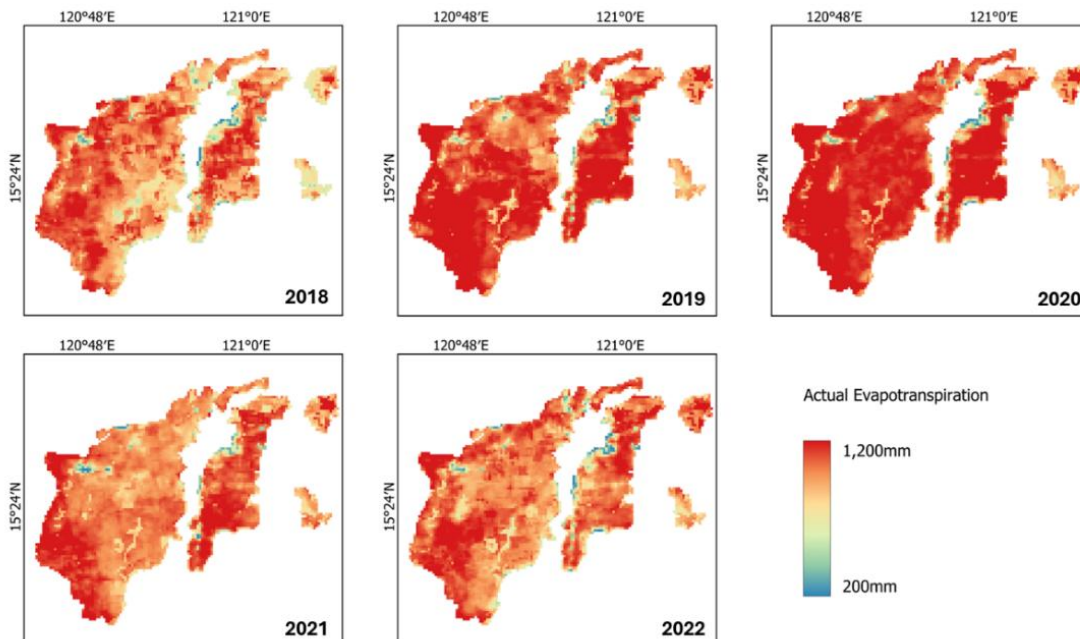 120°48′E 121°0′E 120°48′E 121°0′E 120°48′E 121°0′E
15°24′N 15°24′N 15°24′N
2018 2019 2020
120°48′E 121°0′E 120°48′E 121°0′E
Actual Evapotranspiration
1,200mm
15°24′N 15°24′N
200mm
2021 2022